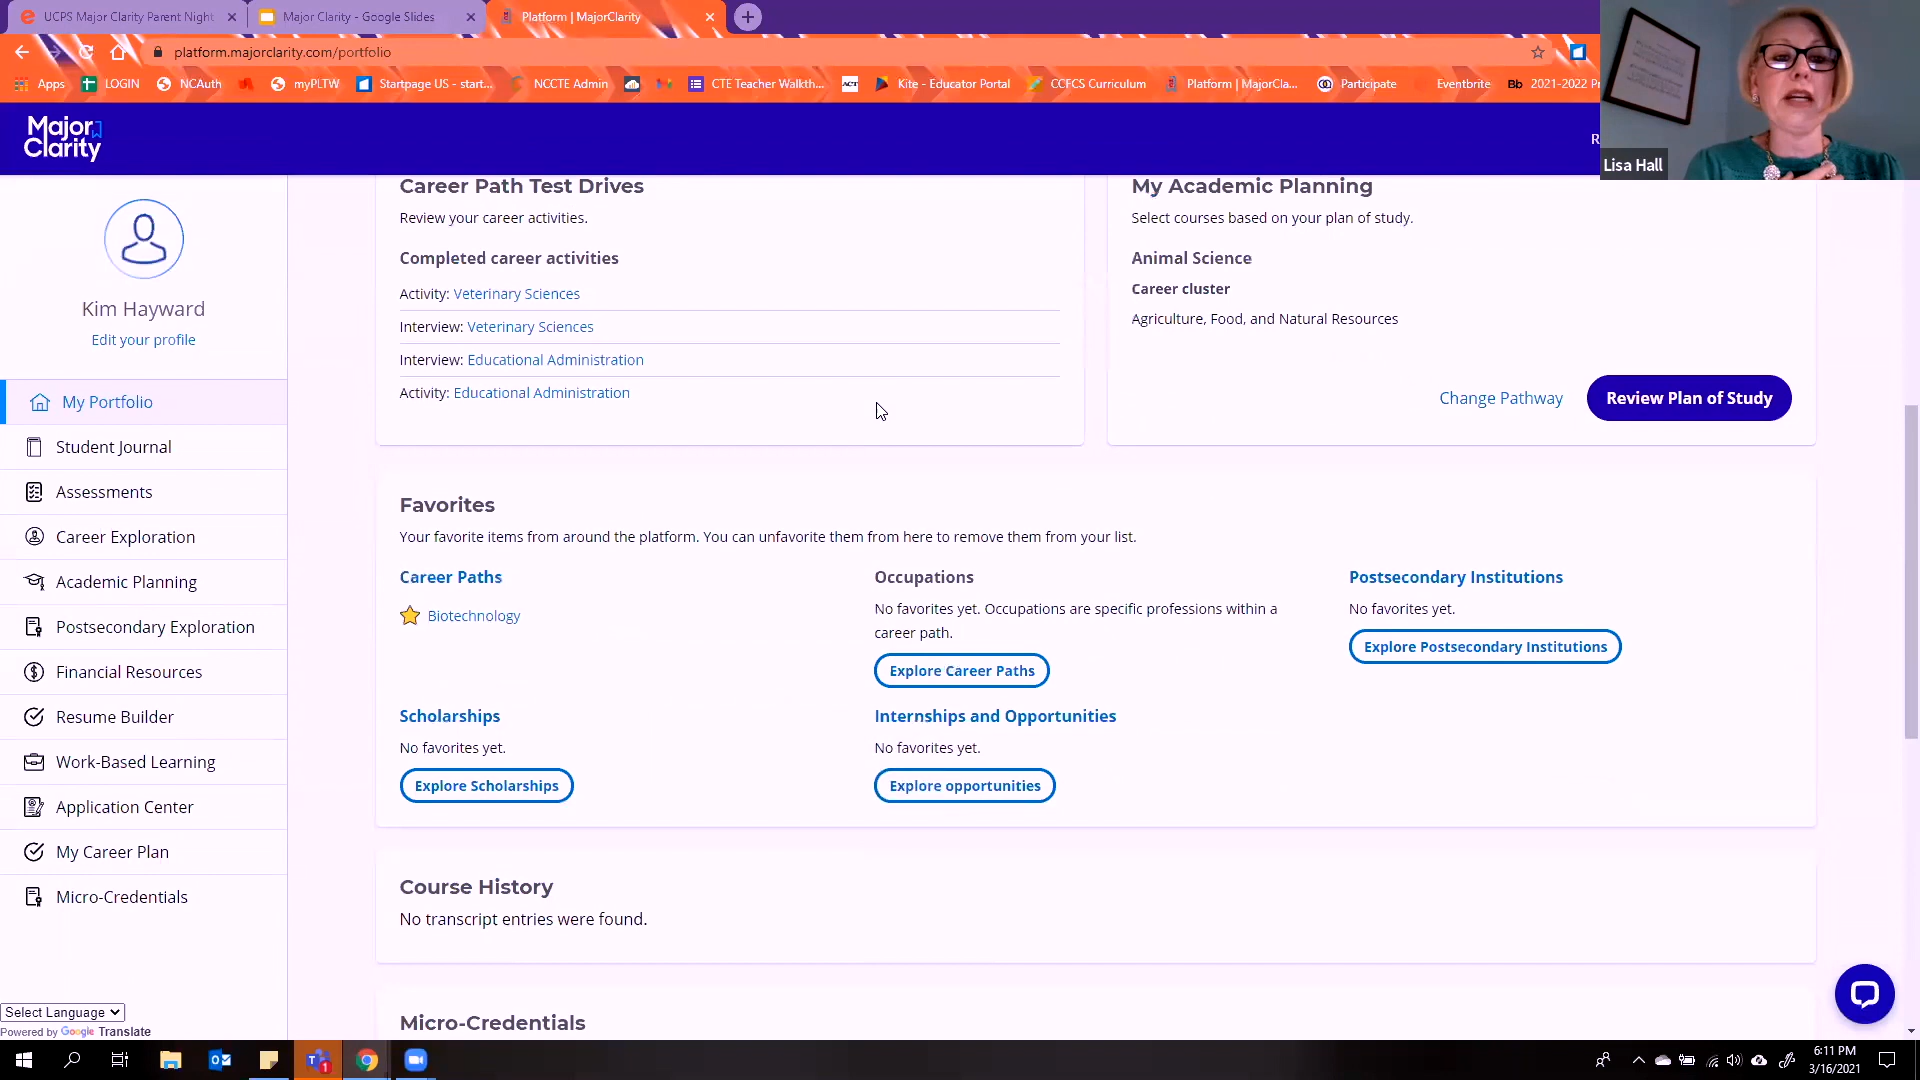 UCPS Major Clarity Parent Night
Major Clarity - Google Slides
Platform | MajorClarity
platform.majorclarity.com/portfolio
Apps
LOGIN
NCAuth
myPLTW
Startpage US - start...
NCCTE Admin
CTE Teacher Walkth...
ACT
Kite - Educator Portal
CCFCS Curriculum
Platform | MajorCla...
Participate
Eventbrite
Bb 2021-2022
Major
Clarity
Lisa Hall
Kim Hayward
Edit your profile
My Portfolio
Student Journal
Assessments
Career Exploration
Academic Planning
Postsecondary Exploration
Financial Resources
Resume Builder
Work-Based Learning
Application Center
My Career Plan
Micro-Credentials
Select Language
Powered by Google Translate
Career Path Test Drives
Review your career activities.
Completed career activities
Activity: Veterinary Sciences
Interview: Veterinary Sciences
Interview: Educational Administration
Activity: Educational Administration
My Academic Planning
Select courses based on your plan of study.
Animal Science
Career cluster
Agriculture, Food, and Natural Resources
Change Pathway
Review Plan of Study
Favorites
Your favorite items from around the platform. You can unfavorite them from here to remove them from your list.
Career Paths
Biotechnology
Occupations
No favorites yet. Occupations are specific professions within a
career path.
Explore Career Paths
Postsecondary Institutions
No favorites yet.
Explore Postsecondary Institutions
Scholarships
No favorites yet.
Explore Scholarships
Internships and Opportunities
No favorites yet.
Explore opportunities
Course History
No transcript entries were found.
Micro-Credentials
6:11 PM
3/16/2021